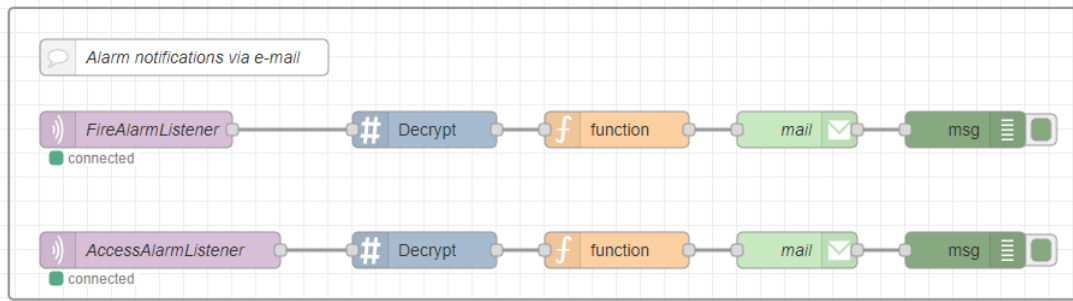 Alarm notifications via e-mail
FireAlarmListener Decrypt function mail msg
connected
AccessAlarmListener Decrypt function mail msg
connected